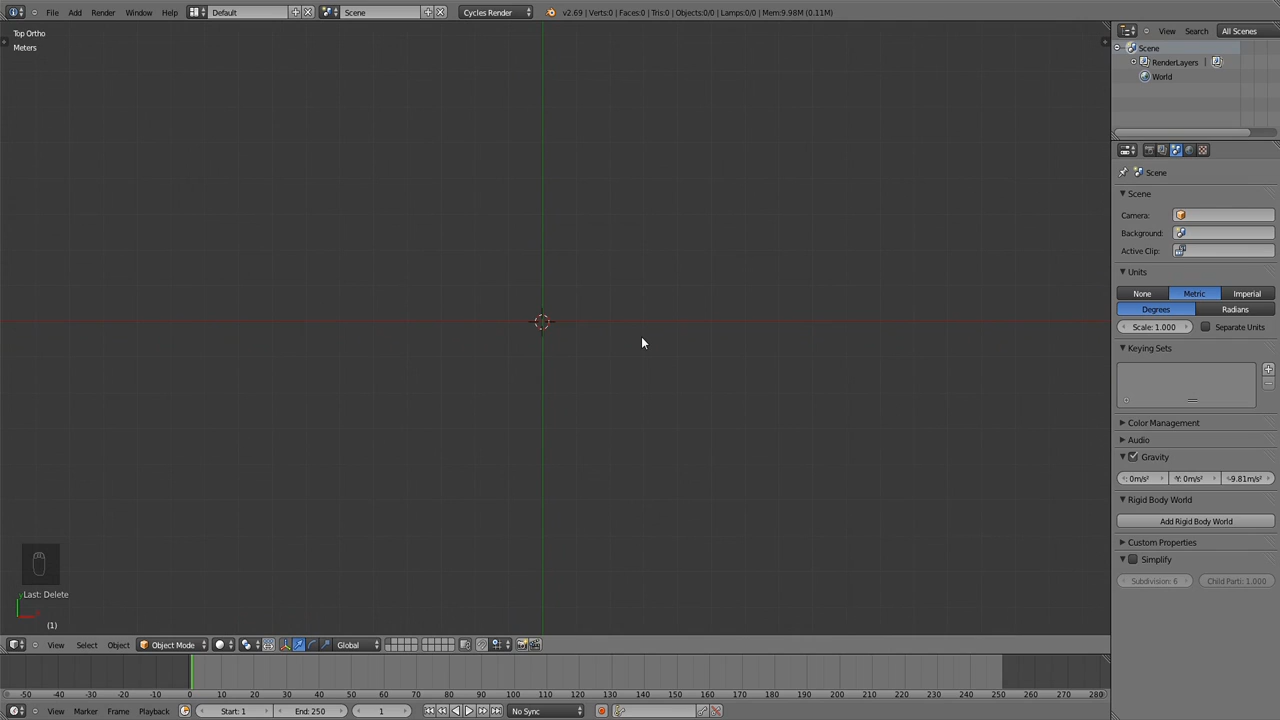 File Add Render Window Help Default Scene Cycles Render v2.69 | Verts:0 | Faces:0 | Tris:0 | Objects:0/0 | Lamps:0/0 | Mem:9.98M (0.11M)
Top Ortho
Meters
View Search All Scenes
Scene
RenderLayers |
World
Scene
Scene
Camera:
Background:
Active Clip:
Units
None Metric Imperial
Degrees Radians
Scale: 1.000 Separate Units
Keying Sets
Color Management
Audio
Gravity
: 0m/s² Y: 0m/s² -9.81m/s²
Rigid Body World
Add Rigid Body World
Custom Properties
Simplify
Subdivision: 6 Child Parti: 1.000
Last: Delete
(1)
View Select Object Object Mode Global
-50 -40 -30 -20 -10 0 10 20 30 40 50 60 70 80 90 100 110 120 130 140 150 160 170 180 190 200 210 220 230 240 250 260 270 280
View Marker Frame Playback Start: 1 End: 250 1 No Sync